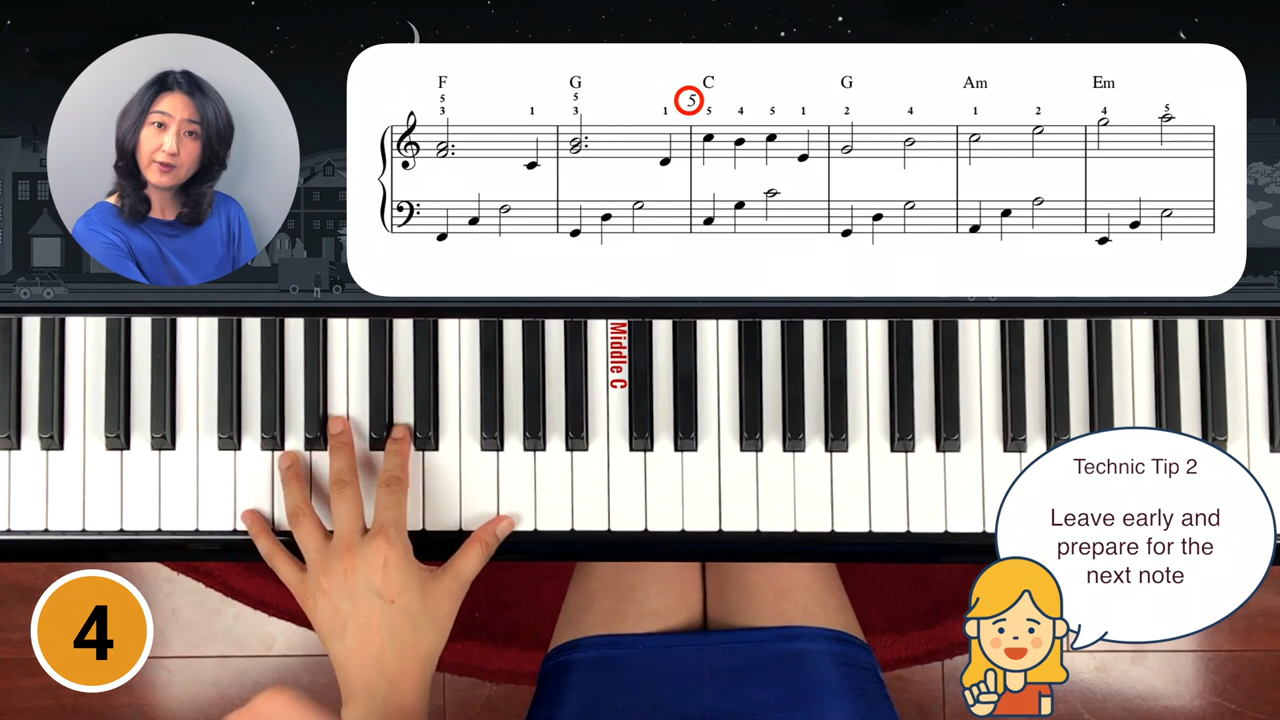 F G C G Am Em
5 5 5
3 1 3 1 5 4 5 1 2 4 1 2 4 5
Middle C
Technic Tip 2
Leave early and
prepare for the
next note
4